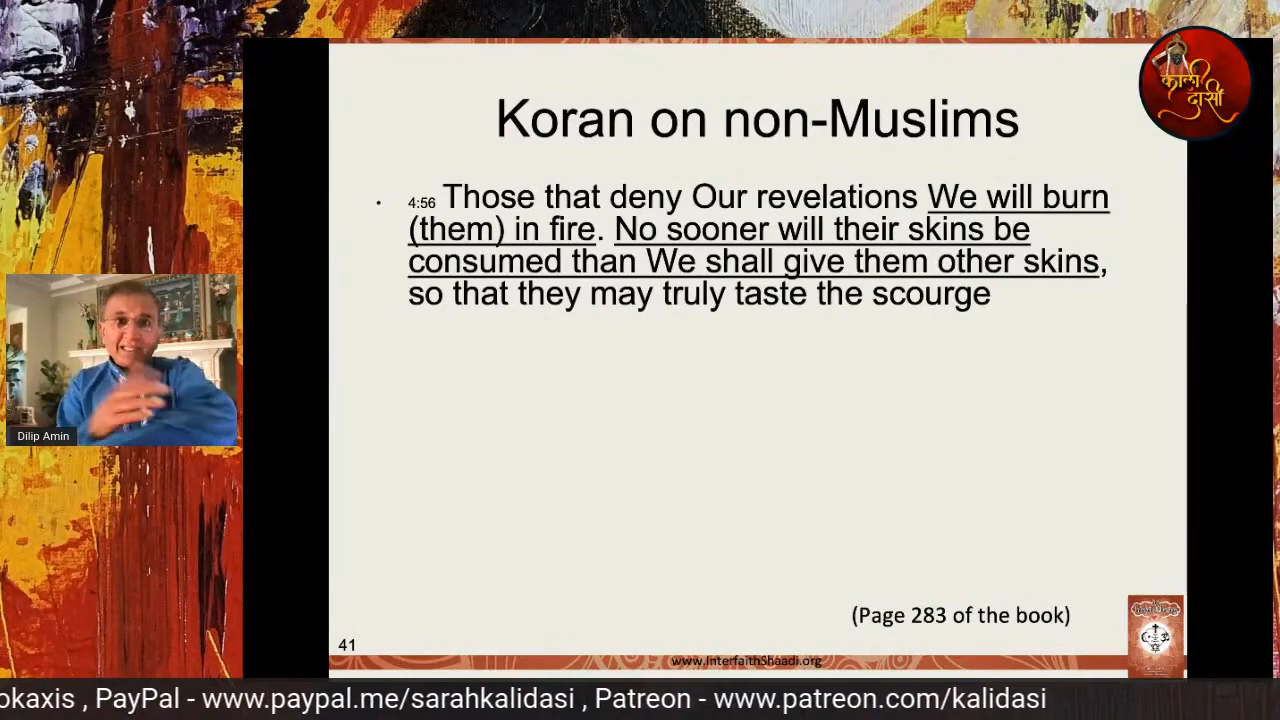 काली
दासी
Koran on non-Muslims
• 4:56 Those that deny Our revelations We will burn
(them) in fire. No sooner will their skins be
consumed than We shall give them other skins,
so that they may truly taste the scourge
Dilip Amin
(Page 283 of the book)
41
www.InterfaithShaadi.org
okaxis , PayPal - www.paypal.me/sarahkalidasi , Patreon - www.patreon.com/kalidasi